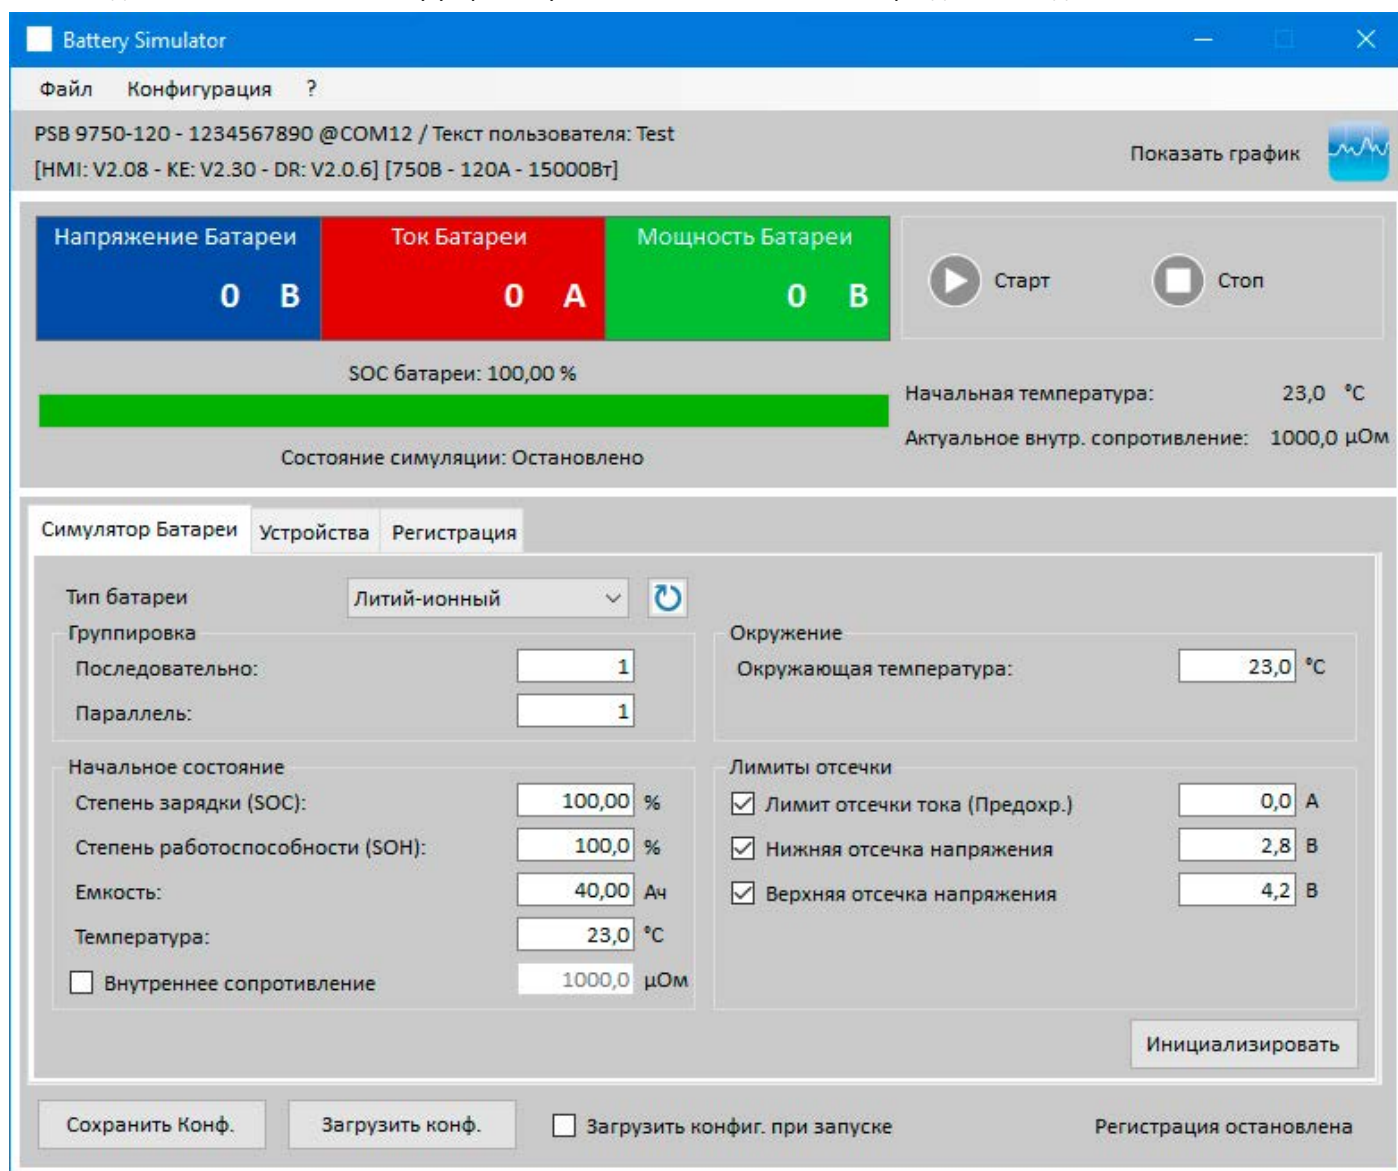 Battery Simulator
Файл Конфигурация ?
PSB 9750-120 - 1234567890 @COM12 / Текст пользователя: Test
[HMI: V2.08 - KE: V2.30 - DR: V2.0.6] [750В - 120А - 15000Вт]
Показать график
Напряжение Батареи Ток Батареи Мощность Батареи
0 В 0 А 0 В
Старт Стоп
SOC батареи: 100,00 %
Начальная температура: 23,0 °C
Актуальное внутр. сопротивление: 1000,0 µОм
Состояние симуляции: Остановлено
Симулятор Батареи Устройства Регистрация
Тип батареи Литий-ионный
Группировка
Последовательно: 1
Параллель: 1
Окружение
Окружающая температура: 23,0 °C
Начальное состояние
Степень зарядки (SOC): 100,00 %
Степень работоспособности (SOH): 100,0 %
Емкость: 40,00 Ач
Температура: 23,0 °C
Внутреннее сопротивление 1000,0 µОм
Лимиты отсечки
Лимит отсечки тока (Предохр.) 0,0 А
Нижняя отсечка напряжения 2,8 В
Верхняя отсечка напряжения 4,2 В
Инициализировать
Сохранить Конф. Загрузить конф. Загрузить конфиг. при запуске Регистрация остановлена